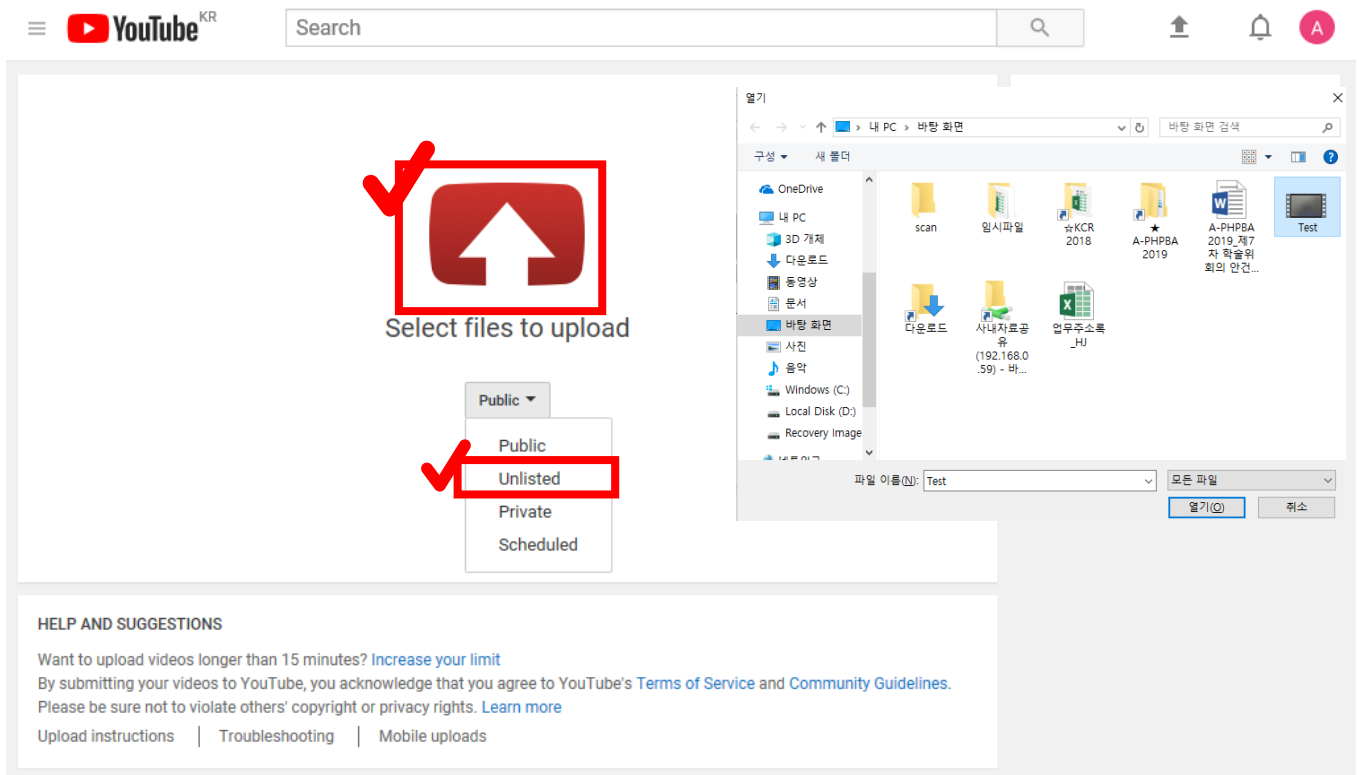 YouTube KR
Search
A
Select files to upload
Public
Public
Unlisted
Private
Scheduled
열기
내 PC › 바탕 화면
바탕 화면 검색
구성
새 폴더
OneDrive
내 PC
3D 개체
다운로드
동영상
문서
바탕 화면
사진
음악
Windows (C:)
Local Disk (D:)
Recovery Image
scan
임시파일
☆KCR
2018
★
A-PHPBA
2019
A-PHPBA
2019_제7
차 학술위
회의 안건...
Test
다운로드
사내자료공
유
(192.168.0
.59) - 바...
업무주소록
_HJ
파일 이름(N):
Test
모든 파일
열기(O)
취소
HELP AND SUGGESTIONS
Want to upload videos longer than 15 minutes? Increase your limit
By submitting your videos to YouTube, you acknowledge that you agree to YouTube's Terms of Service and Community Guidelines.
Please be sure not to violate others' copyright or privacy rights. Learn more
Upload instructions | Troubleshooting | Mobile uploads